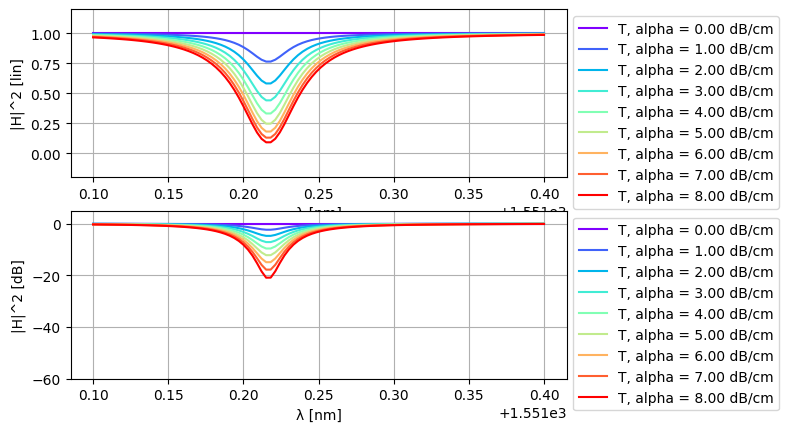 1.00
0.75
0.50
0.25
0.00
|H|^2 [lin]
0.10 0.15 0.20 0.25 0.30 0.35 0.40
λ [nm]
+1.551e3
T, alpha = 0.00 dB/cm
T, alpha = 1.00 dB/cm
T, alpha = 2.00 dB/cm
T, alpha = 3.00 dB/cm
T, alpha = 4.00 dB/cm
T, alpha = 5.00 dB/cm
T, alpha = 6.00 dB/cm
T, alpha = 7.00 dB/cm
T, alpha = 8.00 dB/cm
0
−20
−40
−60
|H|^2 [dB]
0.10 0.15 0.20 0.25 0.30 0.35 0.40
λ [nm]
+1.551e3
T, alpha = 0.00 dB/cm
T, alpha = 1.00 dB/cm
T, alpha = 2.00 dB/cm
T, alpha = 3.00 dB/cm
T, alpha = 4.00 dB/cm
T, alpha = 5.00 dB/cm
T, alpha = 6.00 dB/cm
T, alpha = 7.00 dB/cm
T, alpha = 8.00 dB/cm